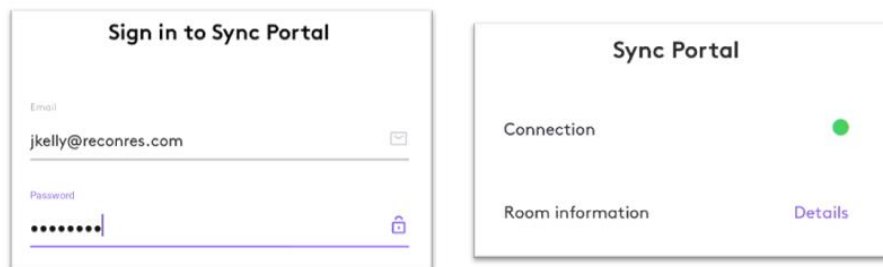 Sign in to Sync Portal
Email
jkelly@reconres.com
Password
••••••••
Sync Portal
Connection
Room information Details